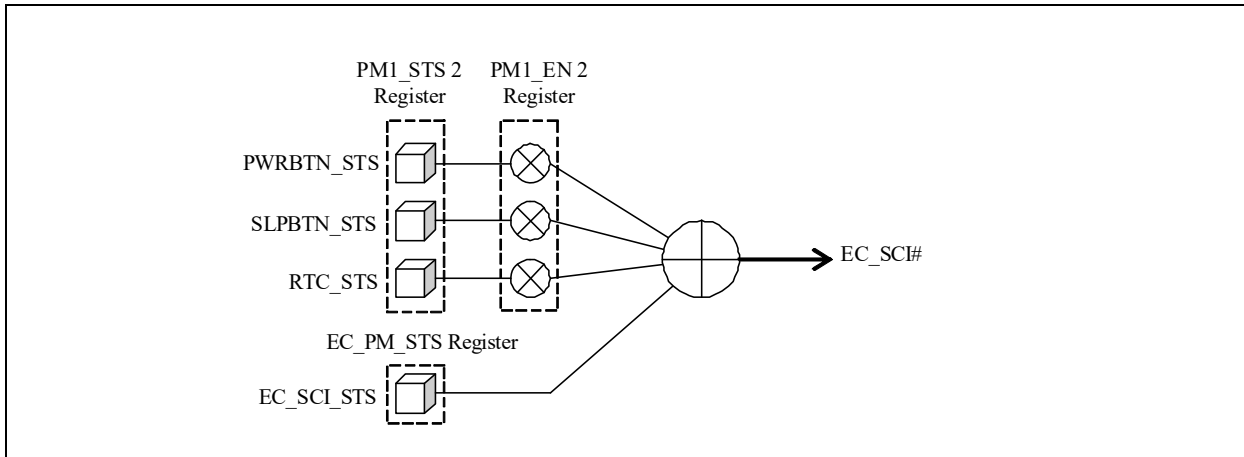 PM1_STS 2
Register
PM1_EN 2
Register
PWRBTN_STS
SLPBTN_STS
RTC_STS
EC_SCI#
EC_PM_STS Register
EC_SCI_STS